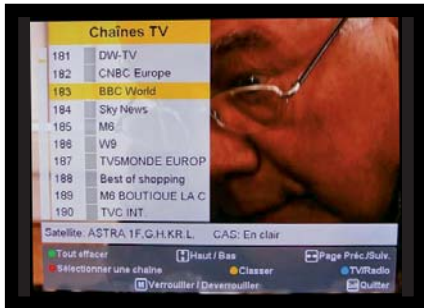 Chaînes TV
181 DW-TV
182 CNBC Europe
183 BBC World
184 Sky News
185 M6
186 W9
187 TV5MONDE EUROP
188 Best of shopping
189 M6 BOUTIQUE LA C
190 TVC INT.
Satellite: ASTRA 1F,G,H,KR,L. CAS: En clair
Tout effacer Haut / Bas Page Préc./Suiv.
Sélectionner une chaîne Classer TV/Radio
M Verrouiller / Deverrouiller Quitter